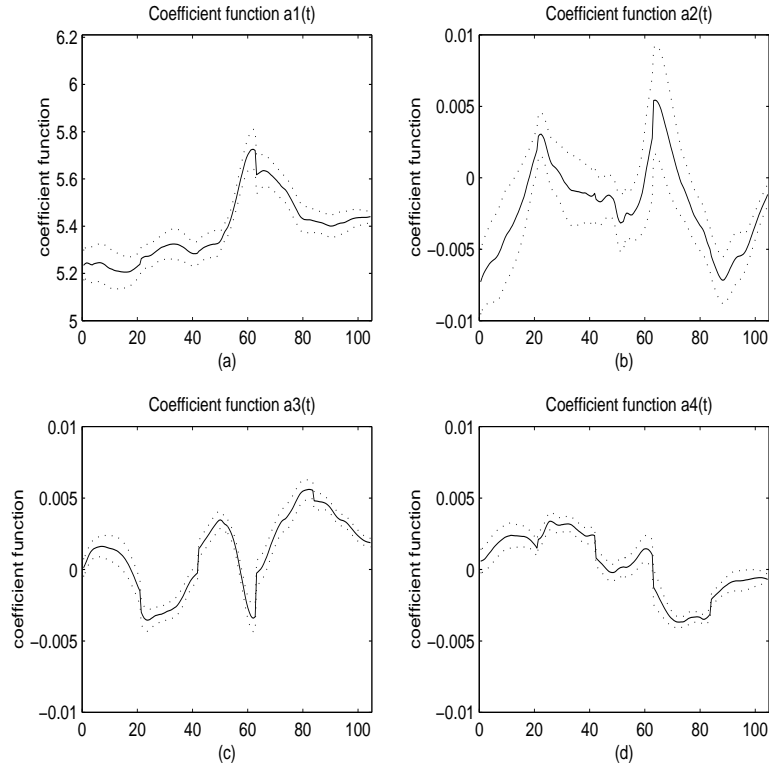 Coefficient function a1(t)
6.2
5.8
5.6
5.4
5.2
5
coefficient function
0 20 40 60 80 100
(a)
Coefficient function a2(t)
0.01
0.005
0
−0.005
−0.01
coefficient function
0 20 40 60 80 100
(b)
Coefficient function a3(t)
0.01
0.005
0
−0.005
−0.01
coefficient function
0 20 40 60 80 100
(c)
Coefficient function a4(t)
0.01
0.005
0
−0.005
−0.01
coefficient function
0 20 40 60 80 100
(d)